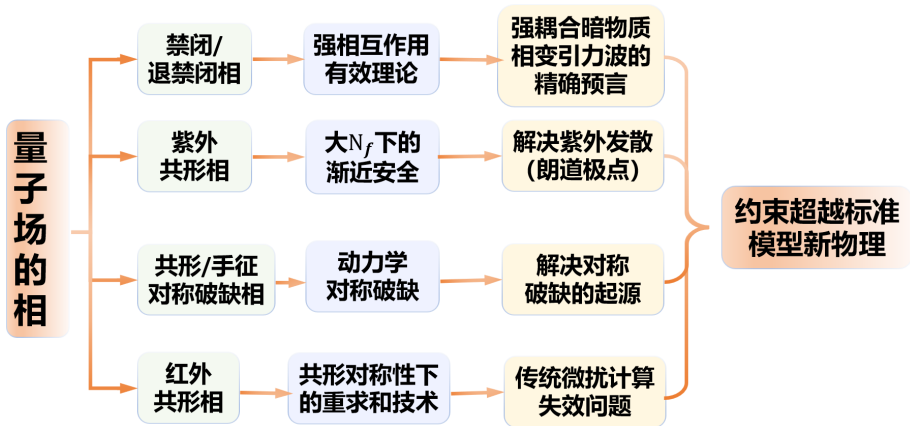 量子场的相
禁闭/
退禁闭相
强相互作用
有效理论
强耦合暗物质
相变引力波的
精确预言
紫外
共形相
大N𝑓下的
渐近安全
解决紫外发散
（朗道极点）
共形/手征
对称破缺相
动力学
对称破缺
解决对称
破缺的起源
红外
共形相
共形对称性下
的重求和技术
传统微扰计算
失效问题
约束超越标准
模型新物理